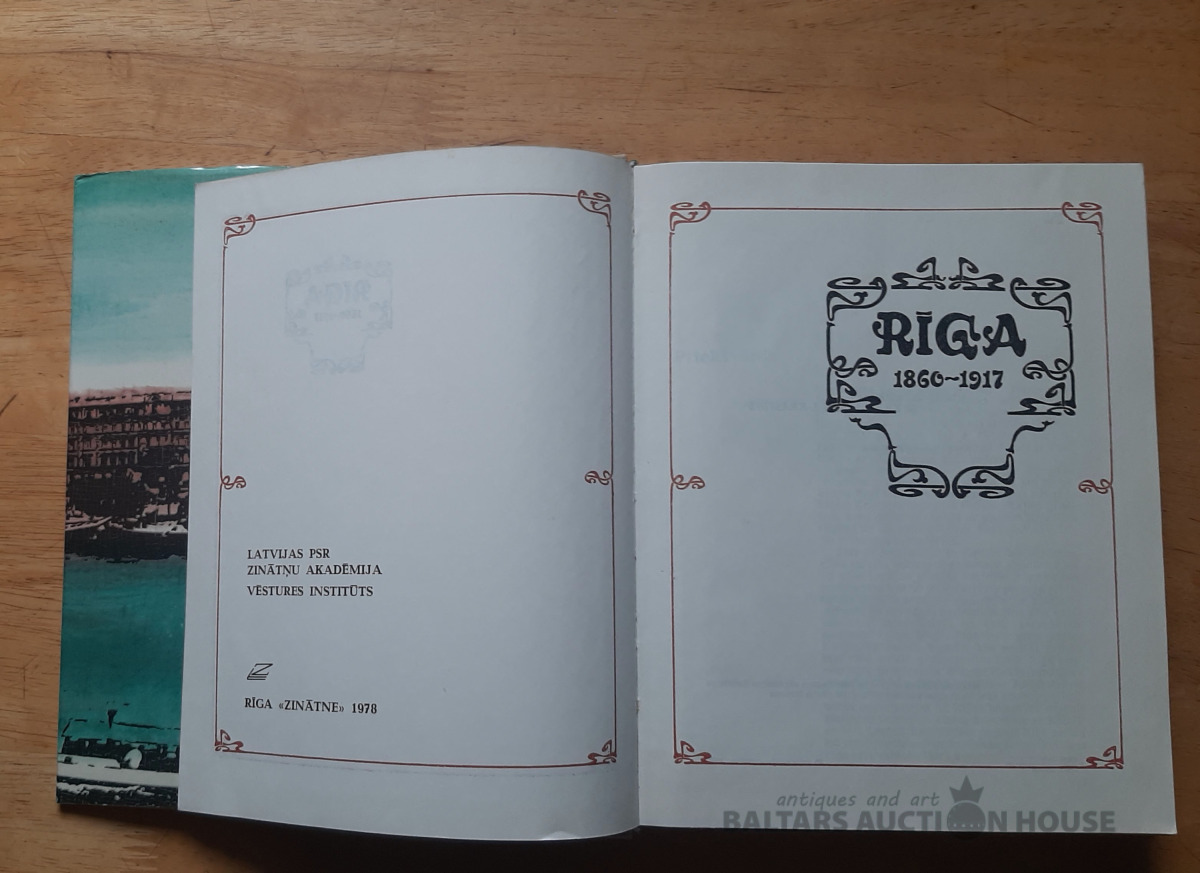 LATVIJAS PSR
ZINĀTŅU AKADĒMIJA
VĒSTURES INSTITŪTS
RĪGA «ZINĀTNE» 1978
RĪGA
1860~1917
antiques and art
BALTARS AUCTION HOUSE